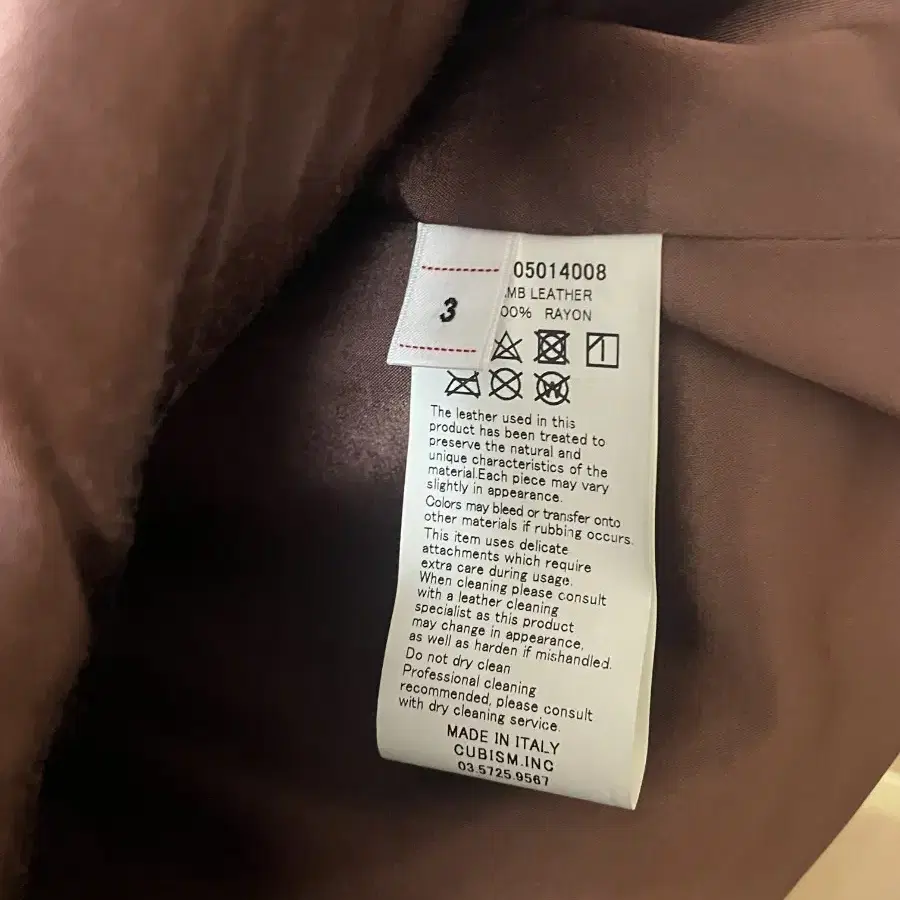 3
05014008
MB LEATHER
00% RAYON
The leather used in this
product has been treated to
preserve the natural and
unique characteristics of the
material.Each piece may vary
slightly in appearance.
Colors may bleed or transfer onto
other materials if rubbing occurs.
This item uses delicate
attachments which require
extra care during usage.
When cleaning please consult
with a leather cleaning
specialist as this product
may change in appearance,
as well as harden if mishandled.
Do not dry clean
Professional cleaning
recommended, please consult
with dry cleaning service.
MADE IN ITALY
CUBISM.INC
03.5725.9567